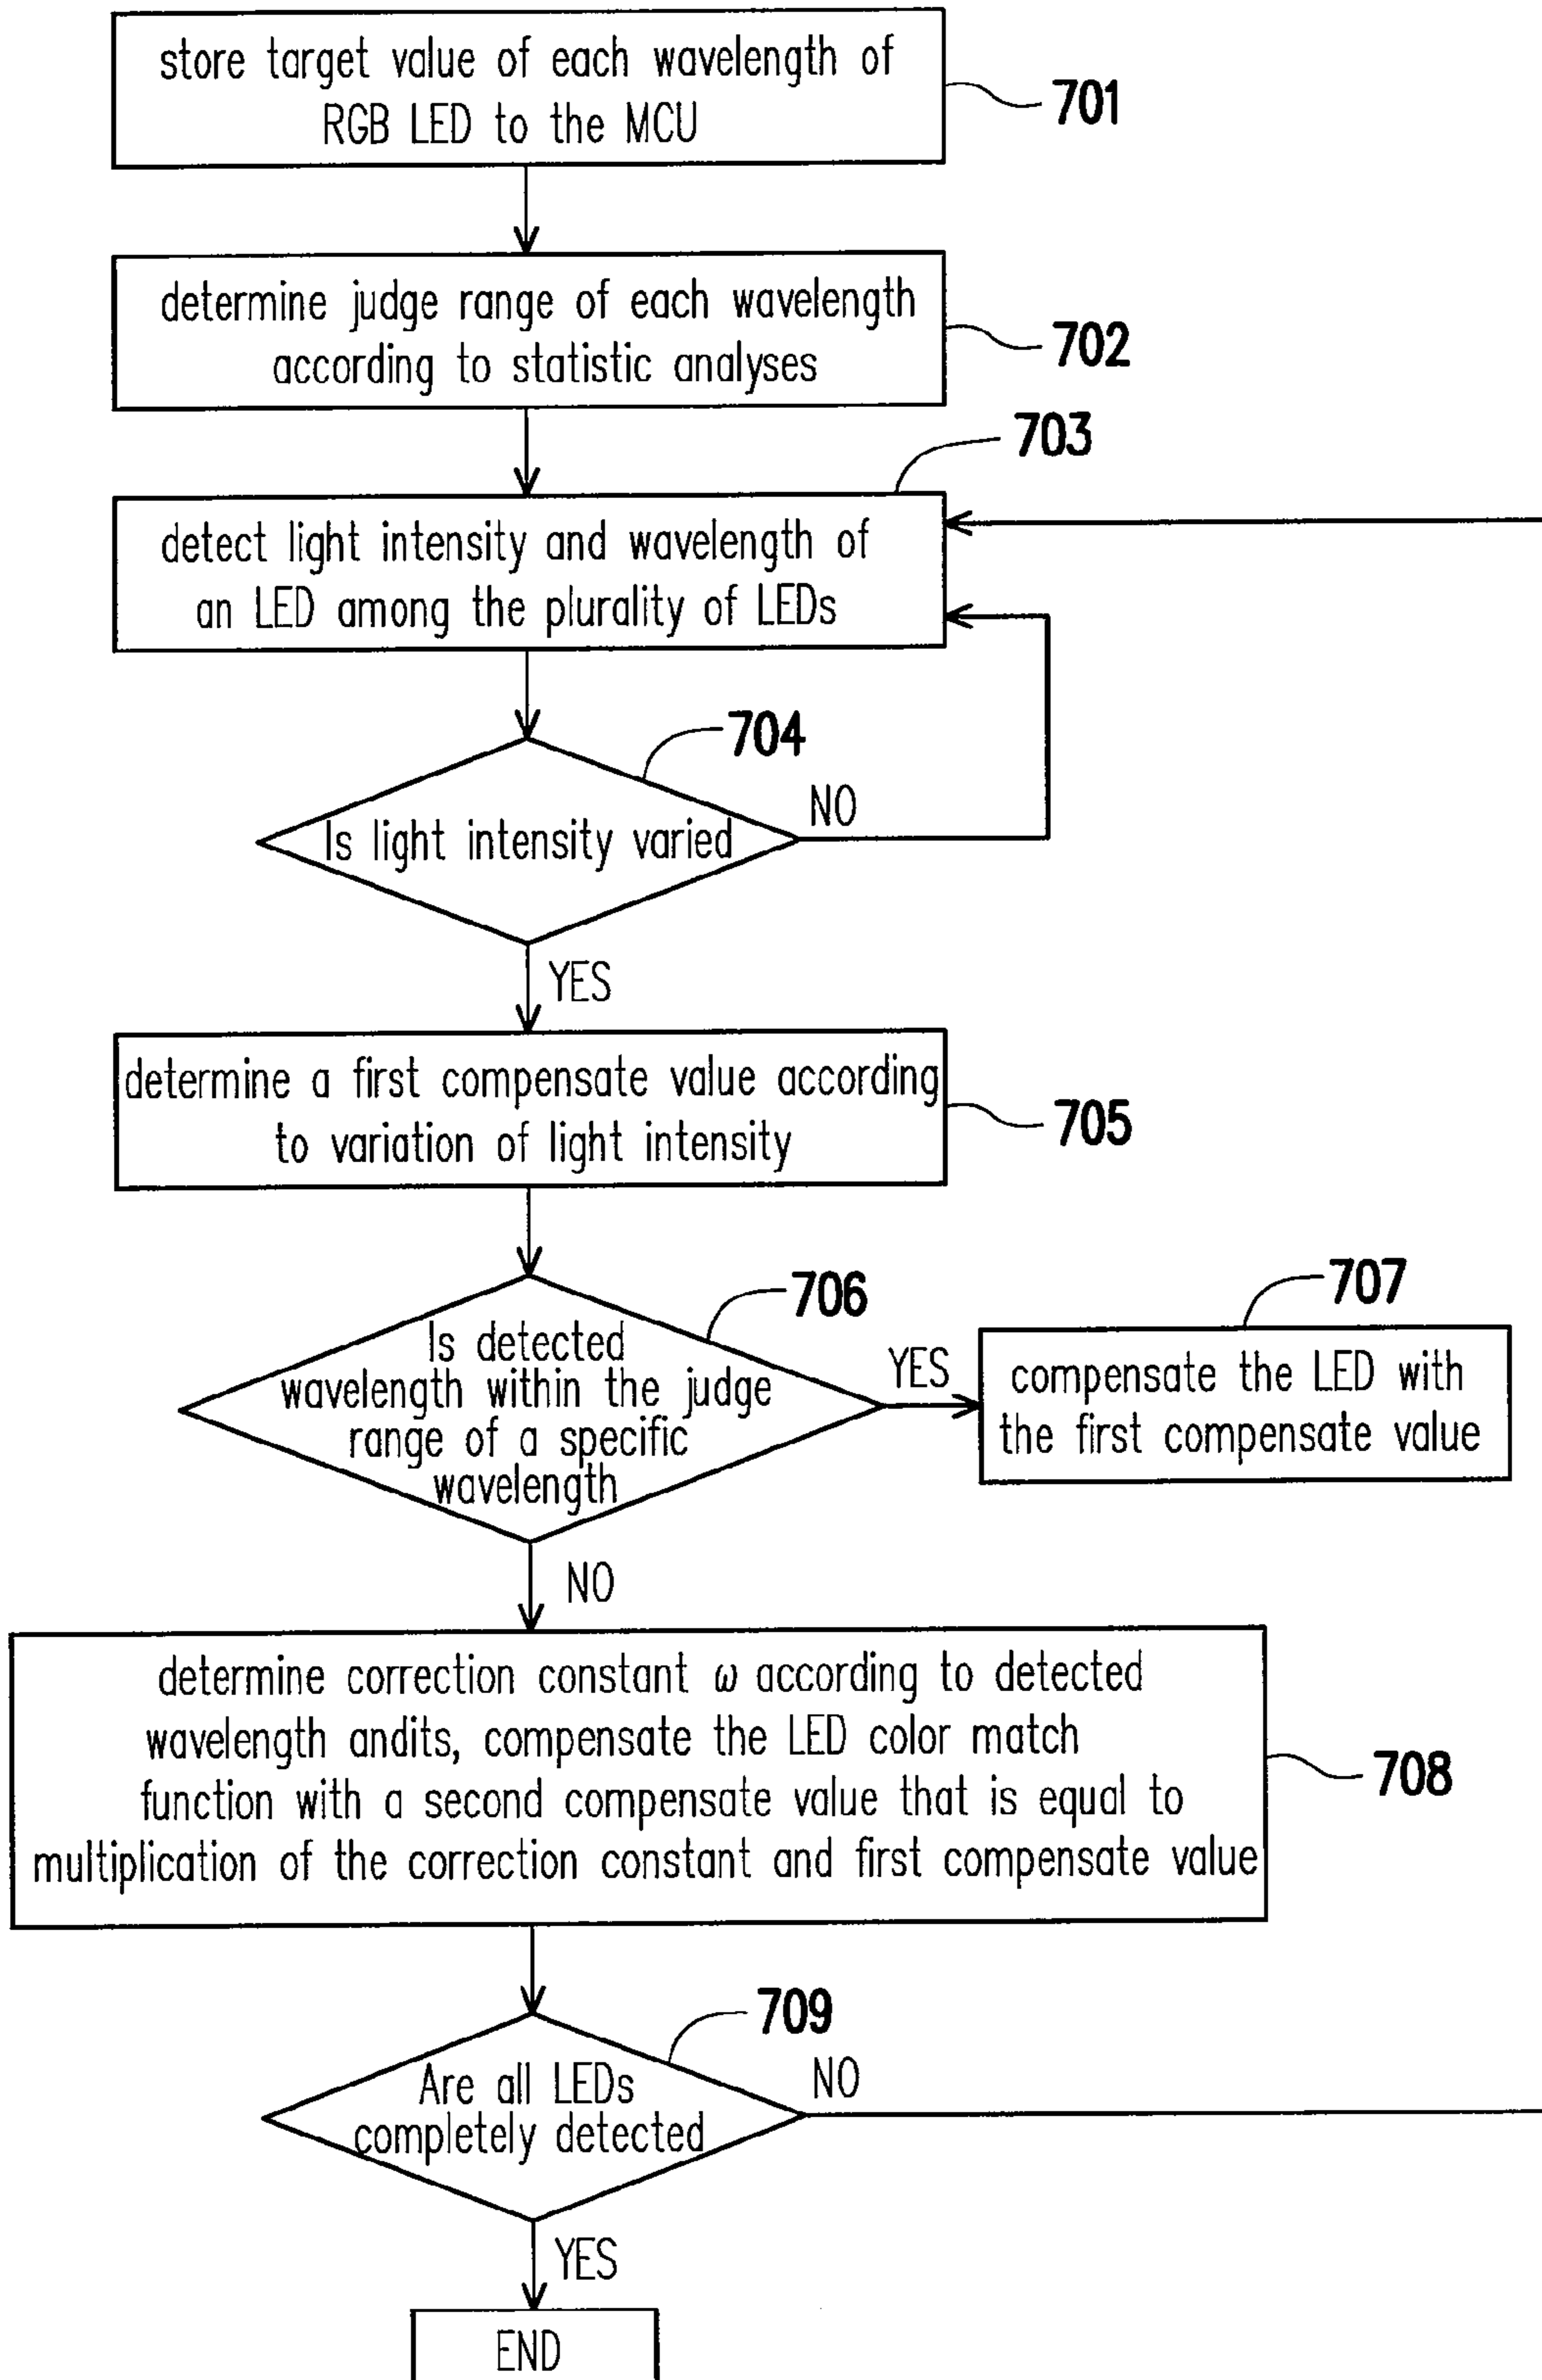 store target value of each wavelength of
RGB LED to the MCU
701
determine judge range of each wavelength
according to statistic analyses
702
703
detect light intensity and wavelength of
an LED among the plurality of LEDs
704
Is light intensity varied
NO
YES
determine a first compensate value according
to variation of light intensity
705
706
707
Is detected
wavelength within the judge
range of a specific
wavelength
YES
compensate the LED with
the first compensate value
NO
determine correction constant ω according to detected
wavelength andits, compensate the LED color match
function with a second compensate value that is equal to
multiplication of the correction constant and first compensate value
708
709
Are all LEDs
completely detected
NO
YES
END